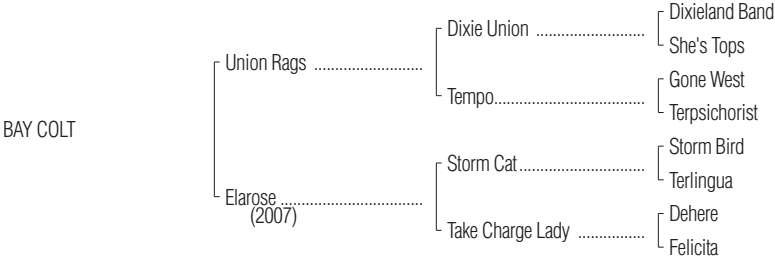 Dixieland Band
Dixie Union ..........................
She's Tops
Union Rags ..........................
Gone West
Tempo....................................
Terpsichorist
BAY COLT
Storm Bird
Storm Cat..............................
Terlingua
Elarose ..................................
(2007)
Dehere
Take Charge Lady ................
Felicita